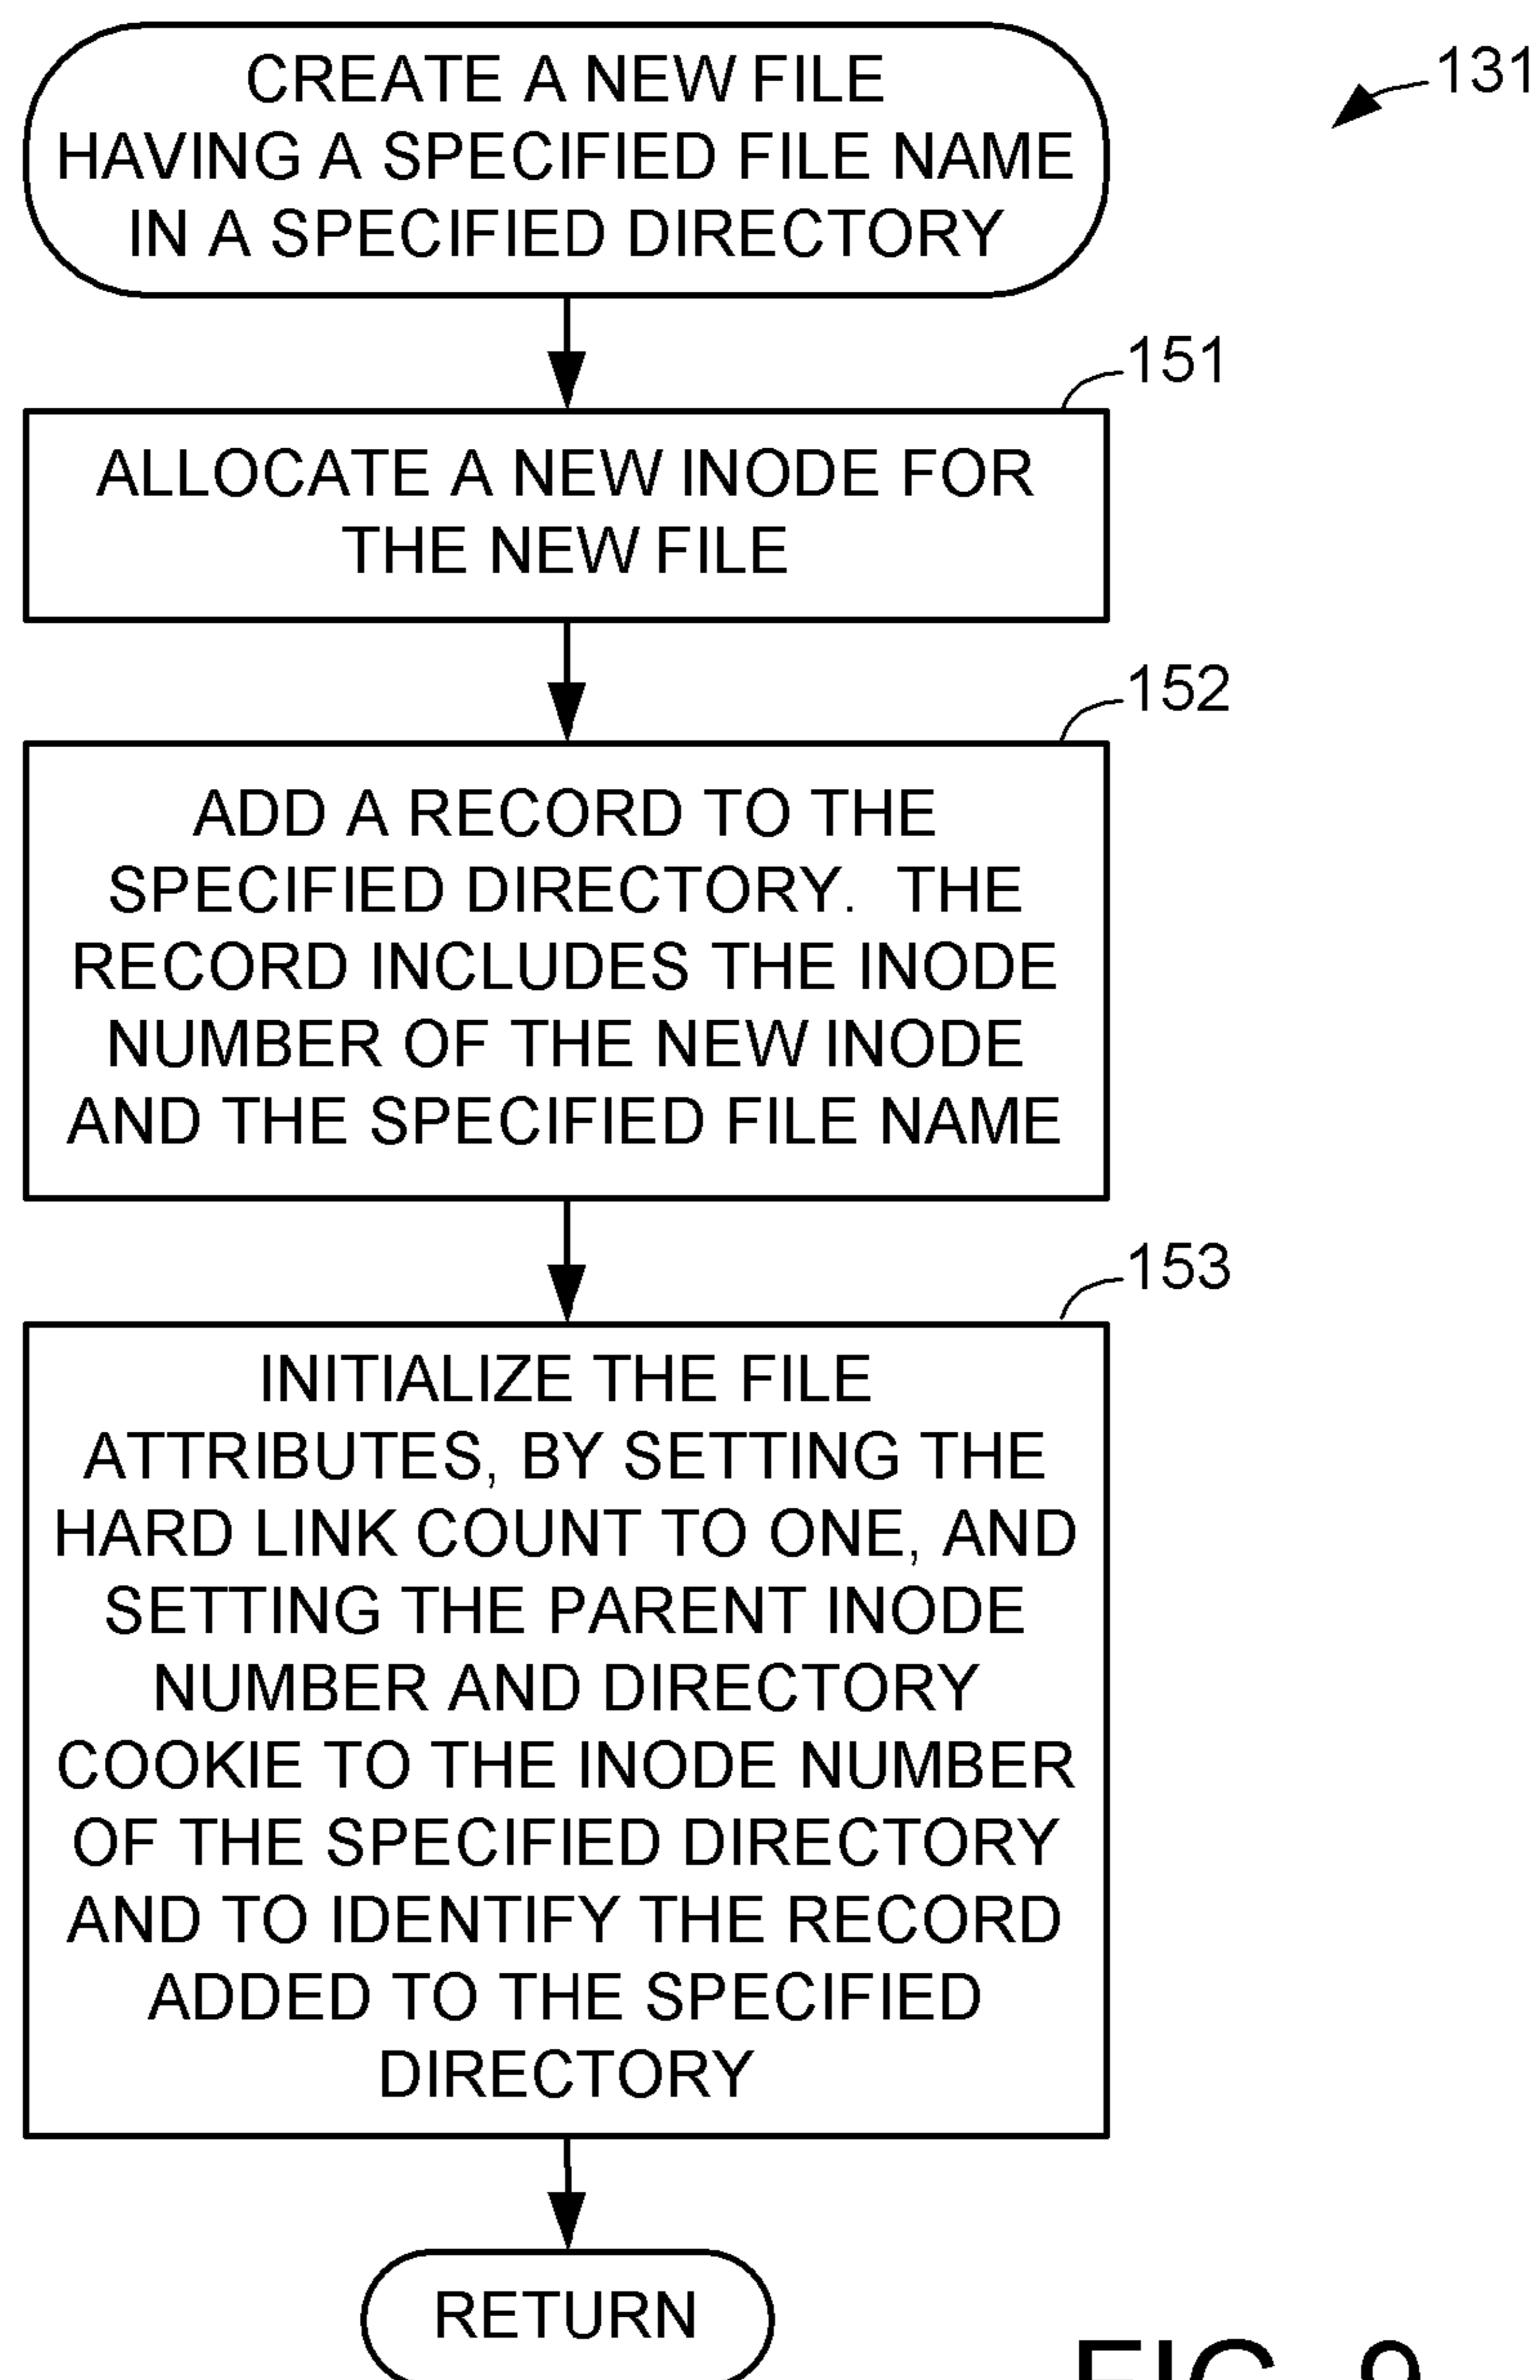 CREATE A NEW FILE
HAVING A SPECIFIED FILE NAME
IN A SPECIFIED DIRECTORY
131
151
ALLOCATE A NEW INODE FOR
THE NEW FILE
152
ADD A RECORD TO THE
SPECIFIED DIRECTORY. THE
RECORD INCLUDES THE INODE
NUMBER OF THE NEW INODE
AND THE SPECIFIED FILE NAME
153
INITIALIZE THE FILE
ATTRIBUTES, BY SETTING THE
HARD LINK COUNT TO ONE, AND
SETTING THE PARENT INODE
NUMBER AND DIRECTORY
COOKIE TO THE INODE NUMBER
OF THE SPECIFIED DIRECTORY
AND TO IDENTIFY THE RECORD
ADDED TO THE SPECIFIED
DIRECTORY
RETURN
FIG. 9